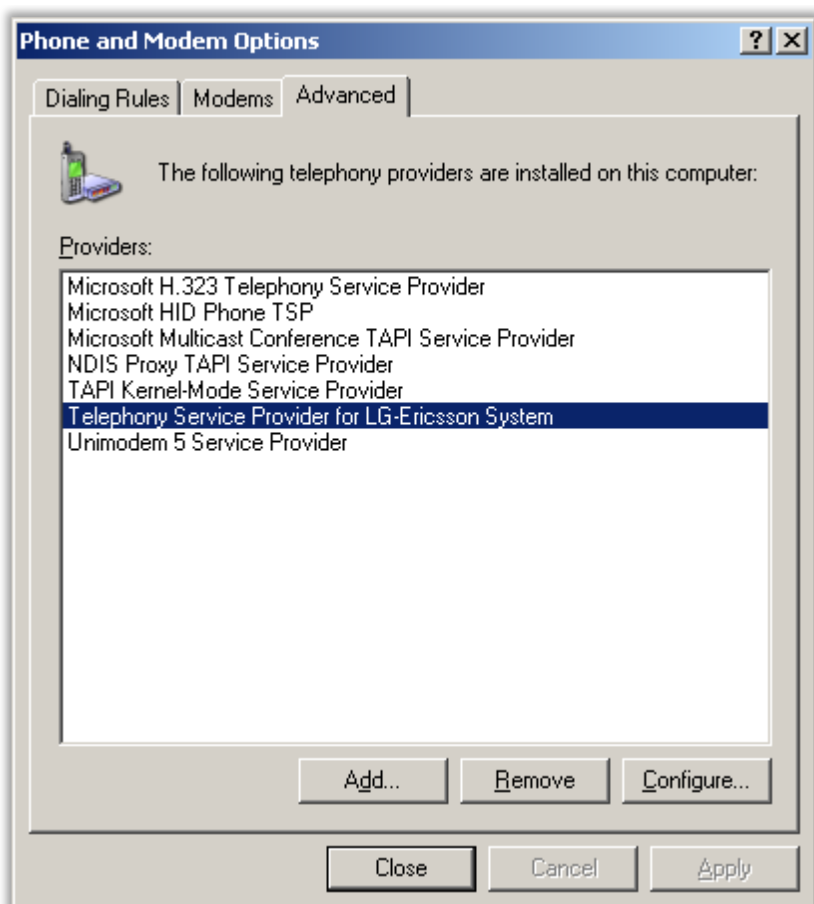 Phone and Modem Options
Dialing Rules Modems Advanced
The following telephony providers are installed on this computer:
Providers:
Microsoft H.323 Telephony Service Provider
Microsoft HID Phone TSP
Microsoft Multicast Conference TAPI Service Provider
NDIS Proxy TAPI Service Provider
TAPI Kernel-Mode Service Provider
Telephony Service Provider for LG-Ericsson System
Unimodem 5 Service Provider
Add... Remove Configure...
Close Cancel Apply